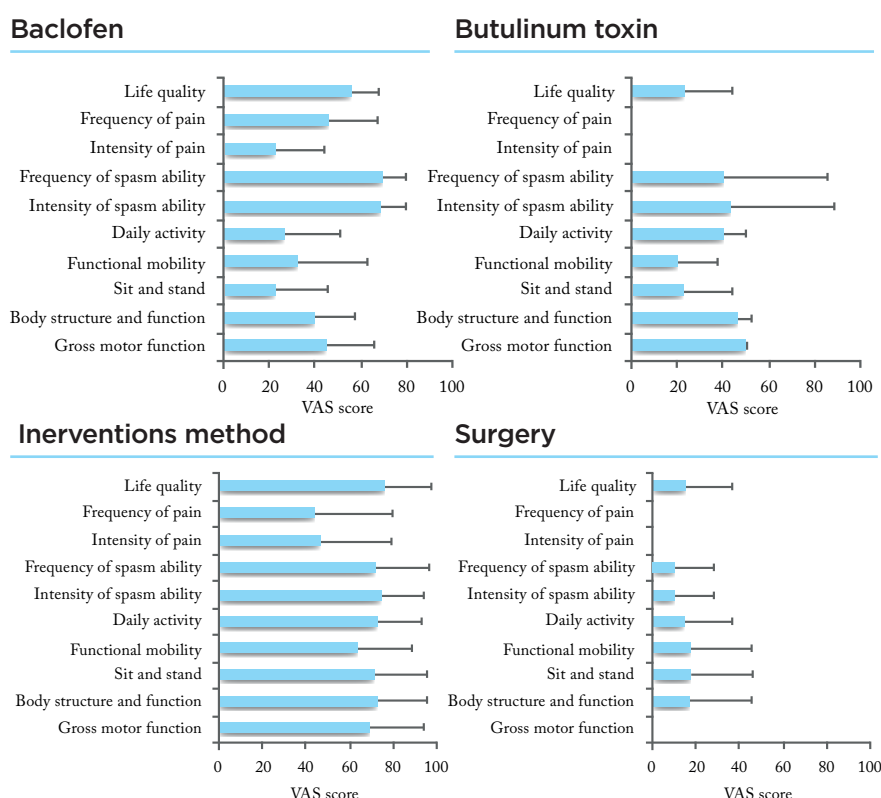 Baclofen
Life quality
Frequency of pain
Intensity of pain
Frequency of spasm ability
Intensity of spasm ability
Daily activity
Functional mobility
Sit and stand
Body structure and function
Gross motor function
0 20 40 60 80 100
VAS score
Butulinum toxin
Life quality
Frequency of pain
Intensity of pain
Frequency of spasm ability
Intensity of spasm ability
Daily activity
Functional mobility
Sit and stand
Body structure and function
Gross motor function
0 20 40 60 80 100
VAS score
Inerventions method
Life quality
Frequency of pain
Intensity of pain
Frequency of spasm ability
Intensity of spasm ability
Daily activity
Functional mobility
Sit and stand
Body structure and function
Gross motor function
0 20 40 60 80 100
VAS score
Surgery
Life quality
Frequency of pain
Intensity of pain
Frequency of spasm ability
Intensity of spasm ability
Daily activity
Functional mobility
Sit and stand
Body structure and function
Gross motor function
0 20 40 60 80 100
VAS score